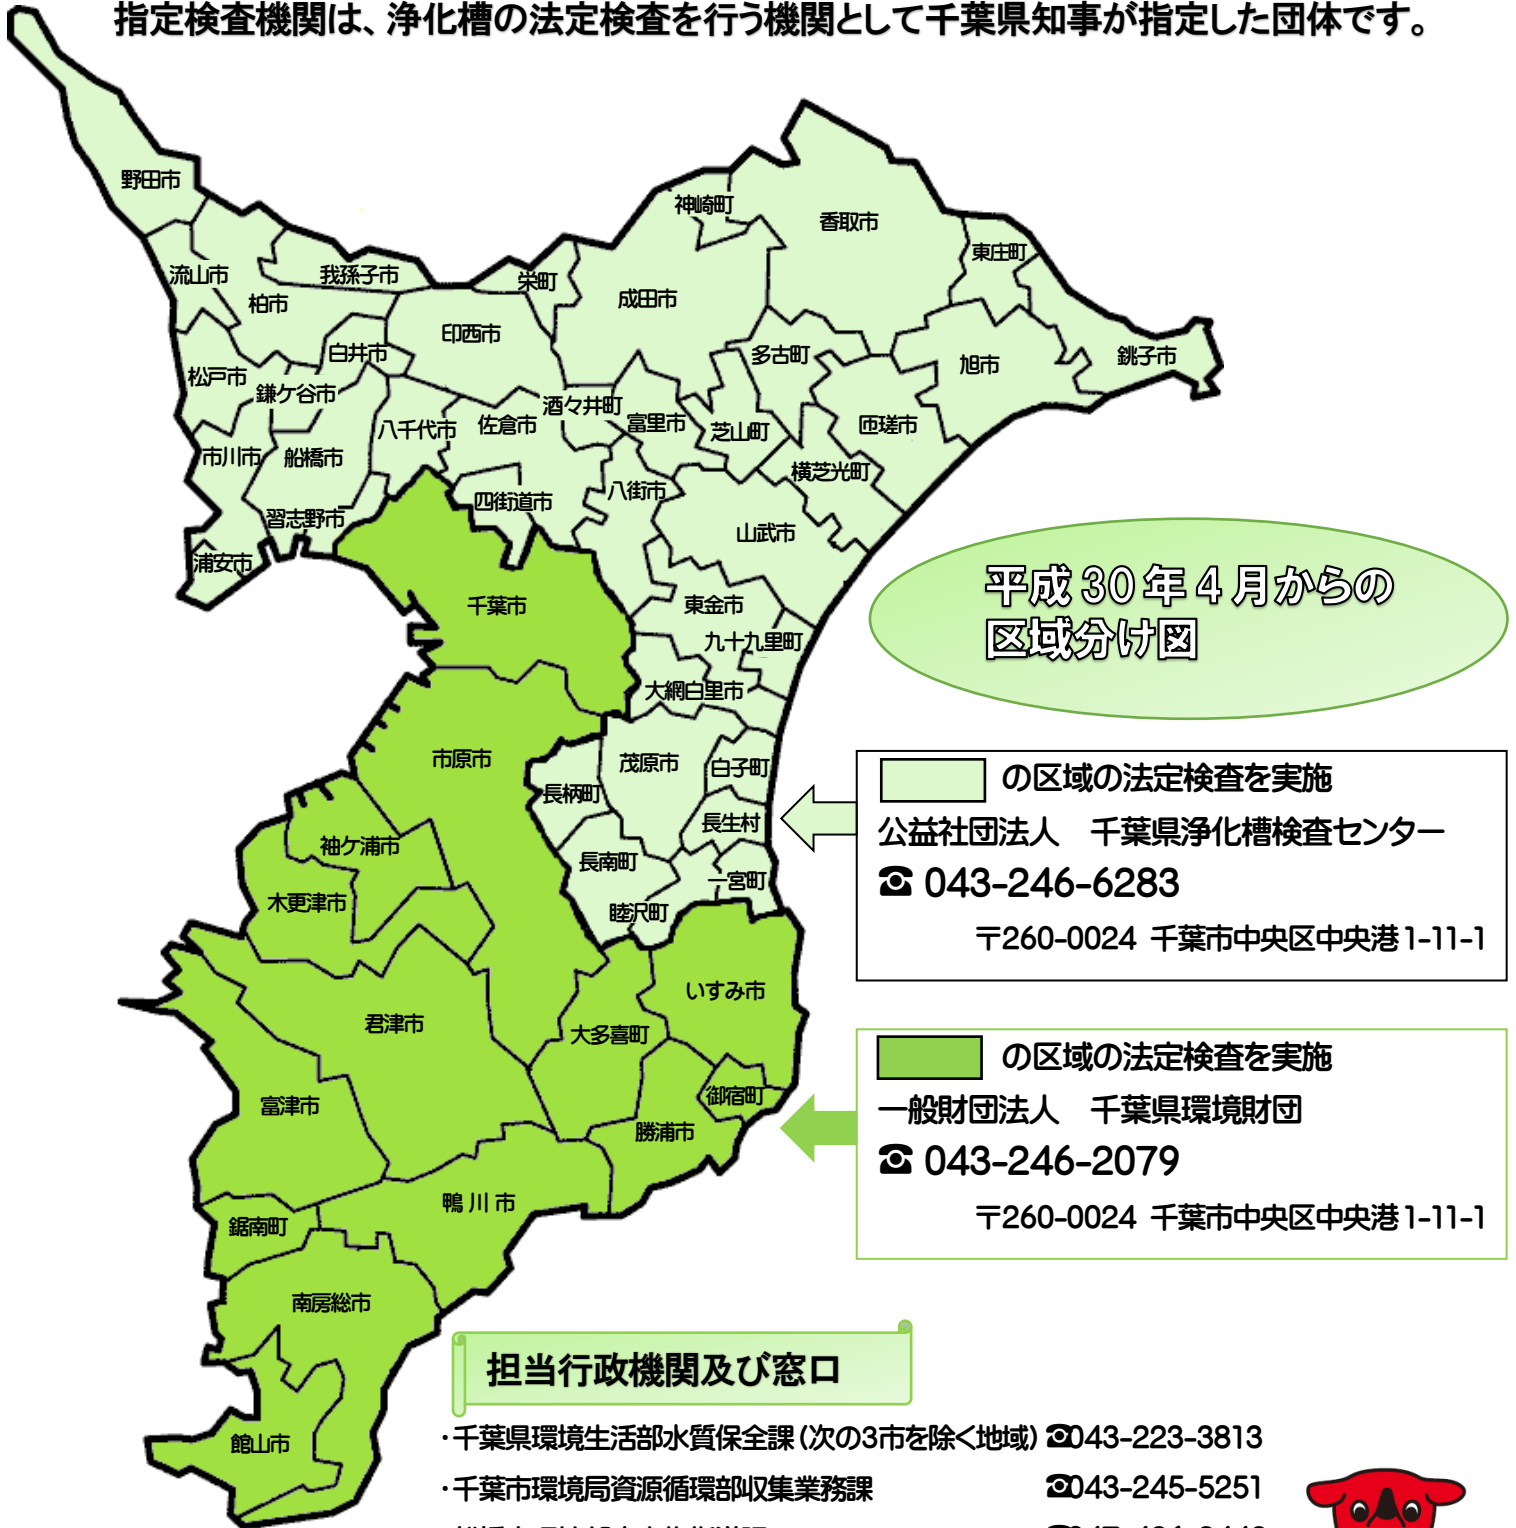 指定検査機関は、浄化槽の法定検査を行う機関として千葉県知事が指定した団体です。
野田市
神崎町
香取市
東庄町
流山市
我孫子市
栄町
成田市
柏市
印西市
白井市
多古町
旭市
銚子市
松戸市
鎌ケ谷市
酒々井町
八千代市
佐倉市
富里市
芝山町
匝瑳市
市川市
船橋市
横芝光町
八街市
四街道市
習志野市
山武市
浦安市
千葉市
東金市
九十九里町
大網白里市
平成30年4月からの
区域分け図
市原市
茂原市
白子町
長柄町
長生村
袖ケ浦市
長南町
一宮町
木更津市
睦沢町
の区域の法定検査を実施
公益社団法人　千葉県浄化槽検査センター
☎ 043-246-6283
〒260-0024 千葉市中央区中央港1-11-1
いすみ市
君津市
大多喜町
富津市
御宿町
勝浦市
の区域の法定検査を実施
一般財団法人　千葉県環境財団
☎ 043-246-2079
〒260-0024 千葉市中央区中央港1-11-1
鴨川市
鋸南町
南房総市
館山市
担当行政機関及び窓口
・千葉県環境生活部水質保全課（次の3市を除く地域）☎043-223-3813
・千葉市環境局資源循環部収集業務課 ☎043-245-5251